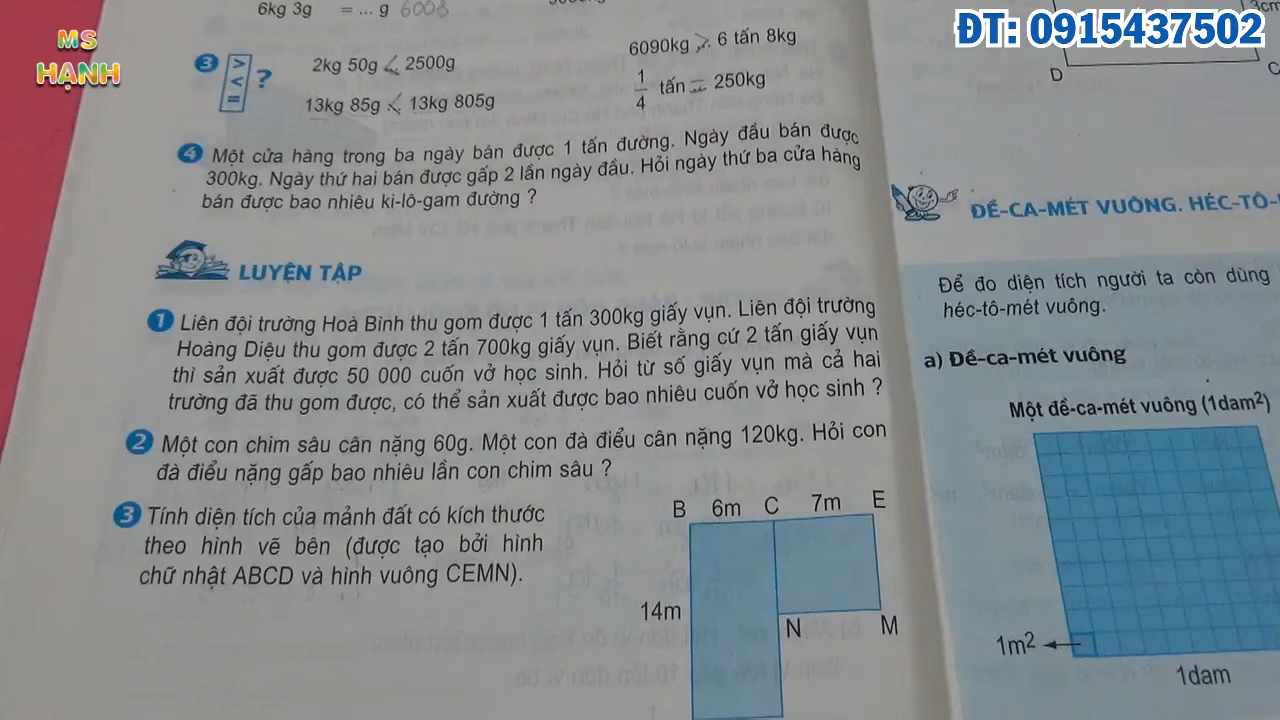 MS
HẠNH
ĐT: 0915437502
6kg 3g = ... g 6008
3 > < = ?
2kg 50g < 2500g
13kg 85g < 13kg 805g
6090kg > 6 tấn 8kg
1/4 tấn = 250kg
4 Một cửa hàng trong ba ngày bán được 1 tấn đường. Ngày đầu bán được
300kg. Ngày thứ hai bán được gấp 2 lần ngày đầu. Hỏi ngày thứ ba cửa hàng
bán được bao nhiêu ki-lô-gam đường ?
LUYỆN TẬP
1 Liên đội trường Hoà Bình thu gom được 1 tấn 300kg giấy vụn. Liên đội trường
Hoàng Diệu thu gom được 2 tấn 700kg giấy vụn. Biết rằng cứ 2 tấn giấy vụn
thì sản xuất được 50 000 cuốn vở học sinh. Hỏi từ số giấy vụn mà cả hai
trường đã thu gom được, có thể sản xuất được bao nhiêu cuốn vở học sinh ?
2 Một con chim sâu cân nặng 60g. Một con đà điểu cân nặng 120kg. Hỏi con
đà điểu nặng gấp bao nhiêu lần con chim sâu ?
3 Tính diện tích của mảnh đất có kích thước
theo hình vẽ bên (được tạo bởi hình
chữ nhật ABCD và hình vuông CEMN).
B 6m C 7m E
14m
N M
3cm
D C
ĐỀ-CA-MÉT VUÔNG. HÉC-TÔ-
Để đo diện tích người ta còn dùng
héc-tô-mét vuông.
a) Đề-ca-mét vuông
Một đề-ca-mét vuông (1dam²)
1m²
1dam